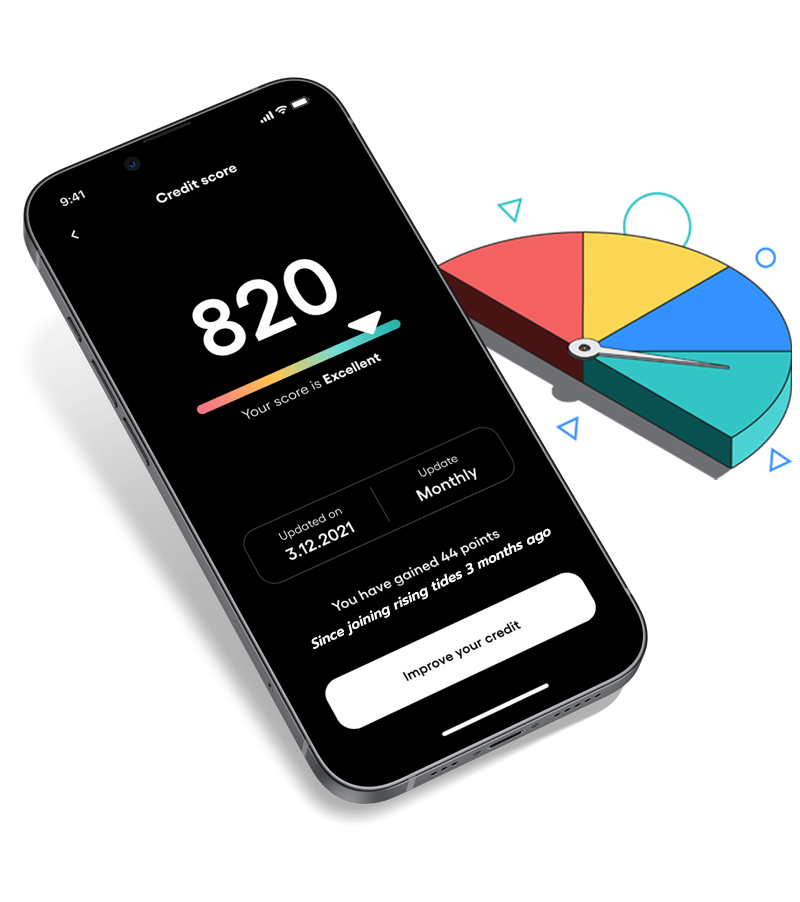 9:41
Credit score
820
Your score is Excellent
Updated on
3.12.2021
Update
Monthly
You have gained 44 points
Since joining rising tides 3 months ago
Improve your credit